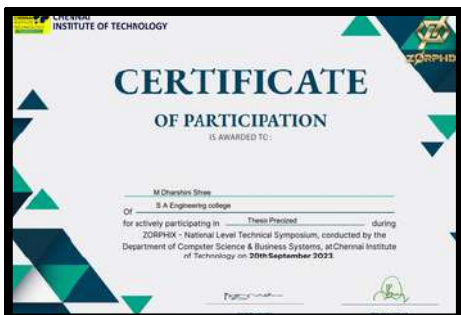 CHENNAI
INSTITUTE OF TECHNOLOGY
ZORPHIX
CERTIFICATE
OF PARTICIPATION
IS AWARDED TO :
M Dharshini Shree
Of S A Engineering college
for actively participating in Thesis Precized during
ZORPHIX - National Level Technical Symposium, conducted by the
Department of Computer Science & Business Systems, at Chennai Institute
of Technology on 20th September 2023.